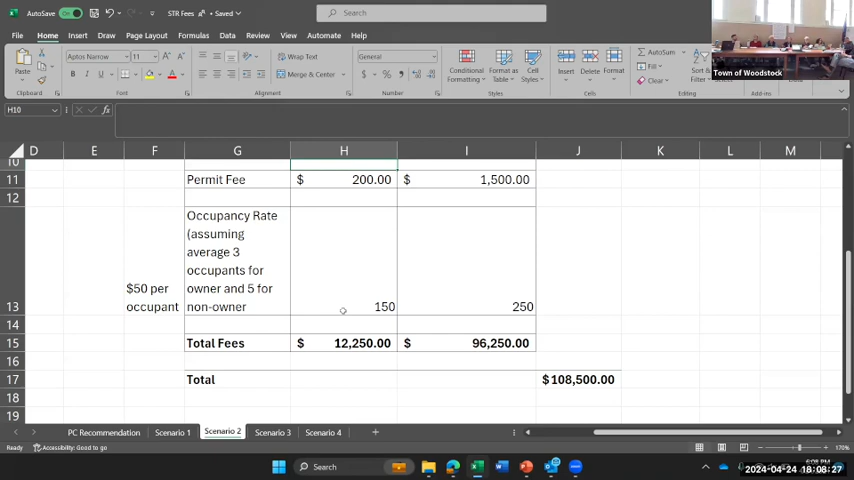 AutoSave On STR Fees • Saved Search
Town of Woodstock
File Home Insert Draw Page Layout Formulas Data Review View Automate Help
Paste Aptos Narrow 11 Wrap Text General Conditional Formatting Format as Table Cell Styles Insert Delete Format AutoSum Fill Clear
B I U Merge & Center $ % 9
Clipboard Font Alignment Number Styles Cells Add-ins
H10 fx
D E F G H I J K L M
10
11 Permit Fee $ 200.00 $ 1,500.00
12
Occupancy Rate
(assuming
average 3
occupants for
$50 per owner and 5 for
13 occupant non-owner 150 250
14
15 Total Fees $ 12,250.00 $ 96,250.00
16
17 Total $108,500.00
18
19
PC Recommendation Scenario 1 Scenario 2 Scenario 3 Scenario 4
Ready Accessibility: Good to go 170%
Search
2024-04-24 18:08:27